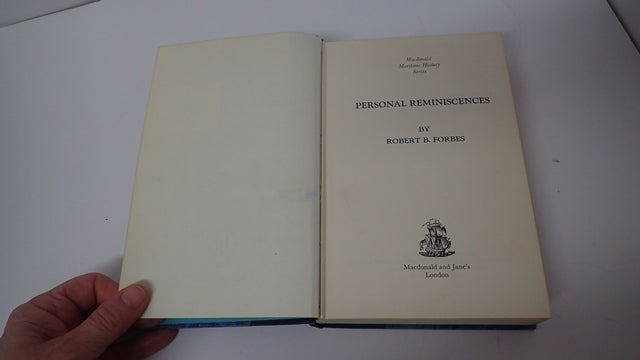 Macdonald
Maritime History
Series
PERSONAL REMINISCENCES
BY
ROBERT B. FORBES
Macdonald and Jane's
London